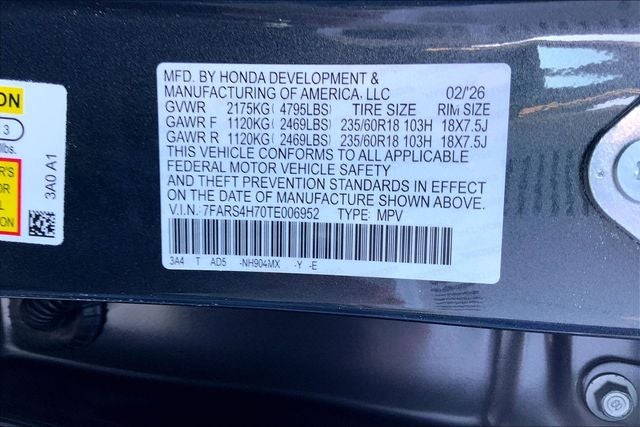 MFD. BY HONDA DEVELOPMENT &
MANUFACTURING OF AMERICA, LLC 02/'26
GVWR 2175KG( 4795LBS) TIRE SIZE RIM SIZE
GAWR F 1120KG( 2469LBS) 235/60R18 103H 18X7.5J
GAWR R 1120KG( 2469LBS) 235/60R18 103H 18X7.5J
THIS VEHICLE CONFORMS TO ALL APPLICABLE
FEDERAL MOTOR VEHICLE SAFETY
AND THEFT PREVENTION STANDARDS IN EFFECT
ON THE DATE OF MANUFACTURE SHOWN ABOVE.
V.I.N. 7FARS4H70TE006952 TYPE: MPV
3A4 T AD5 -NH904MX -Y -E
ON
3
lbs.
R'S
OR
L
ON
3A0 A1